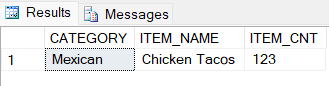 Results Messages
CATEGORY ITEM_NAME ITEM_CNT
1 Mexican Chicken Tacos 123